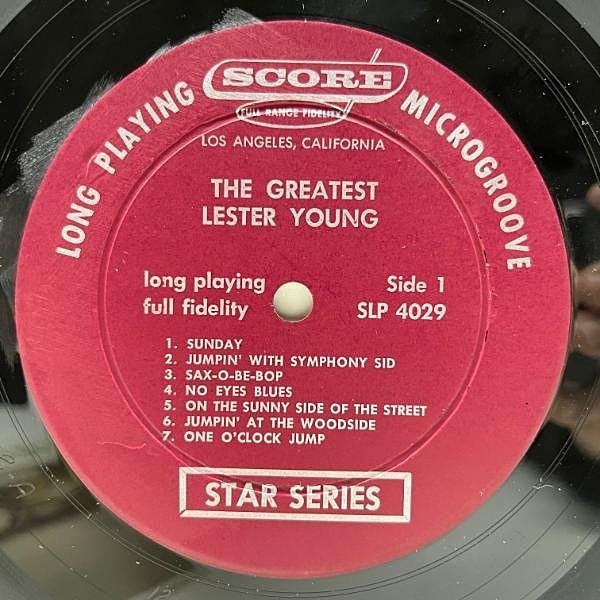 SCORE
FULL RANGE FIDELITY
LONG PLAYING MICROGROOVE
LOS ANGELES, CALIFORNIA
THE GREATEST
LESTER YOUNG
long playing Side 1
full fidelity SLP 4029
1. SUNDAY
2. JUMPIN' WITH SYMPHONY SID
3. SAX-O-BE-BOP
4. NO EYES BLUES
5. ON THE SUNNY SIDE OF THE STREET
6. JUMPIN' AT THE WOODSIDE
7. ONE O'CLOCK JUMP
STAR SERIES